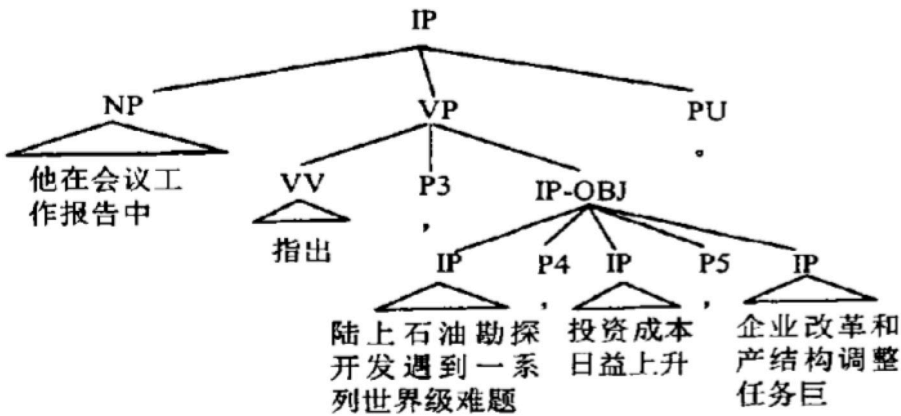 IP
NP VP PU
。
他在会议工
作报告中
VV P3 IP-OBJ
，
指出
IP P4 IP P5 IP
， ，
陆上石油勘探
开发遇到一系
列世界级难题
投资成本
日益上升
企业改革和
产结构调整
任务巨